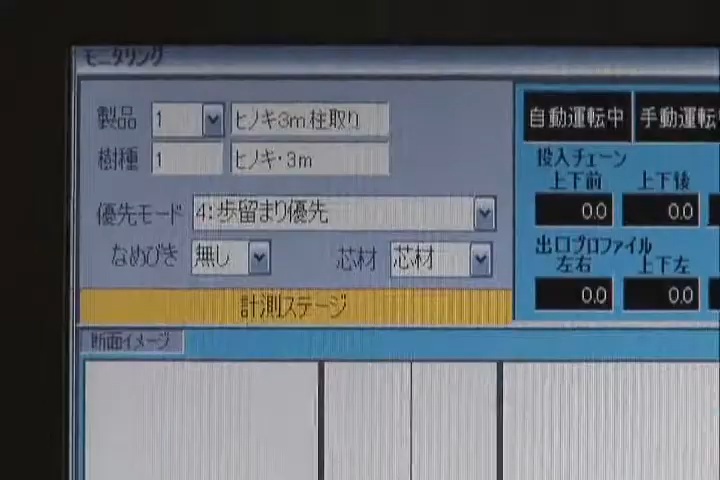 モニタリング
製品 1 ヒノキ3m柱取り
樹種 1 ヒノキ・3m
優先モード 4:歩留まり優先
なめびき 無し 芯材 芯材
計測ステージ
断面イメージ
自動運転中 手動運転
投入チェーン
上下前 上下後
0.0 0.0
出口プロファイル
左右 上下左
0.0 0.0